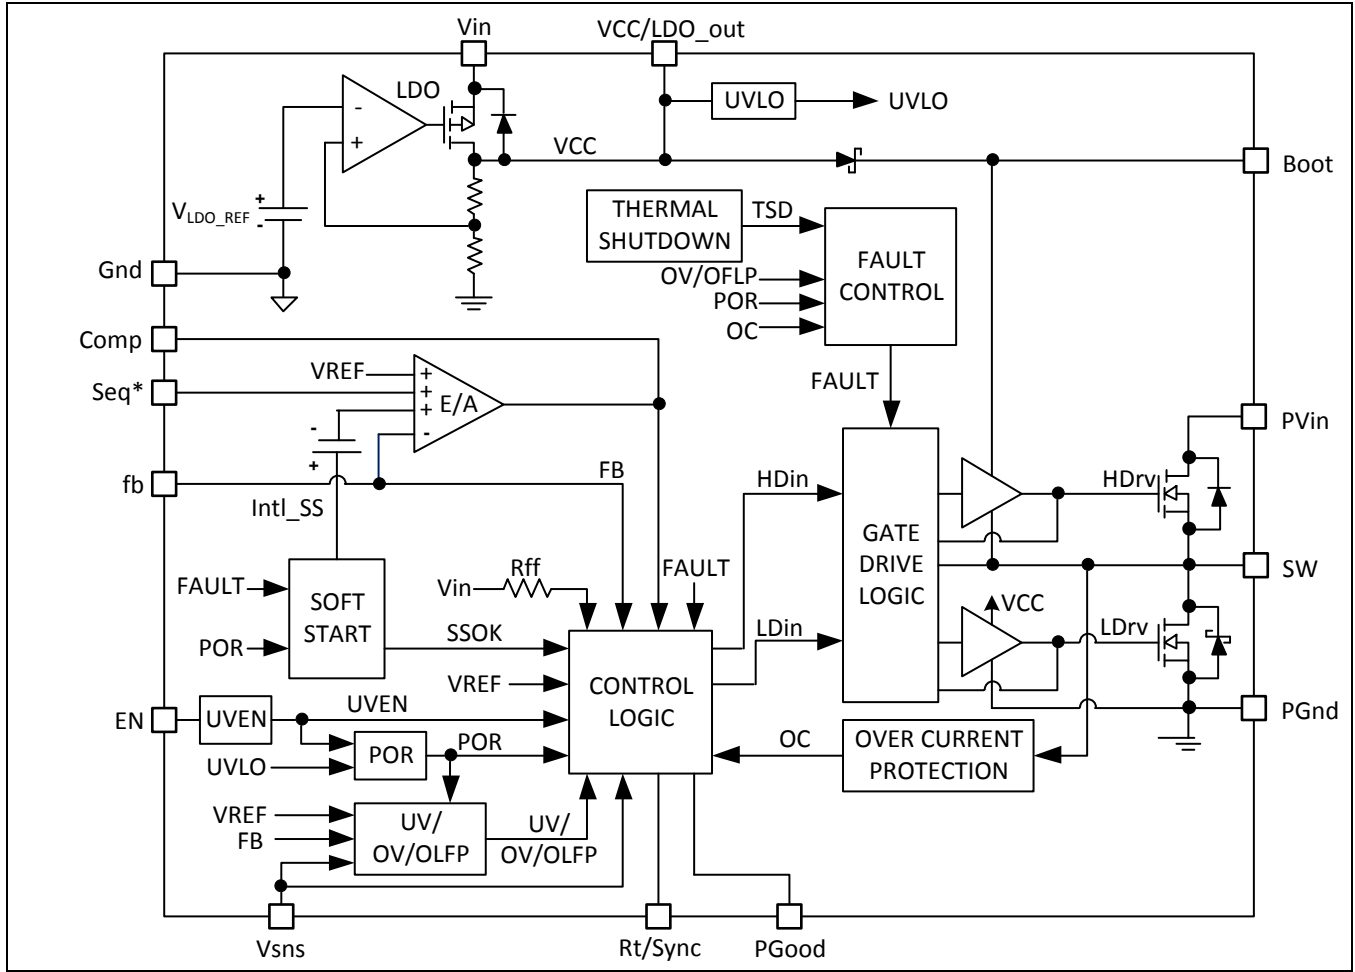 Vin
VCC/LDO_out
LDO
-
+
UVLO
UVLO
VCC
Boot
V_LDO_REF
+
-
THERMAL
SHUTDOWN
TSD
OV/OFLP
POR
OC
FAULT
CONTROL
Gnd
Comp
Seq*
VREF
+
+
+
-
E/A
-
+
FAULT
PVin
fb
Intl_SS
FB
HDin
HDrv
GATE
DRIVE
LOGIC
SW
FAULT
POR
SOFT
START
Vin
Rff
FAULT
SSOK
LDin
VCC
LDrv
VREF
CONTROL
LOGIC
EN
UVEN
UVEN
PGnd
UVLO
POR
POR
OC
OVER CURRENT
PROTECTION
VREF
FB
UV/
OV/OLFP
UV/
OV/OLFP
Vsns
Rt/Sync
PGood